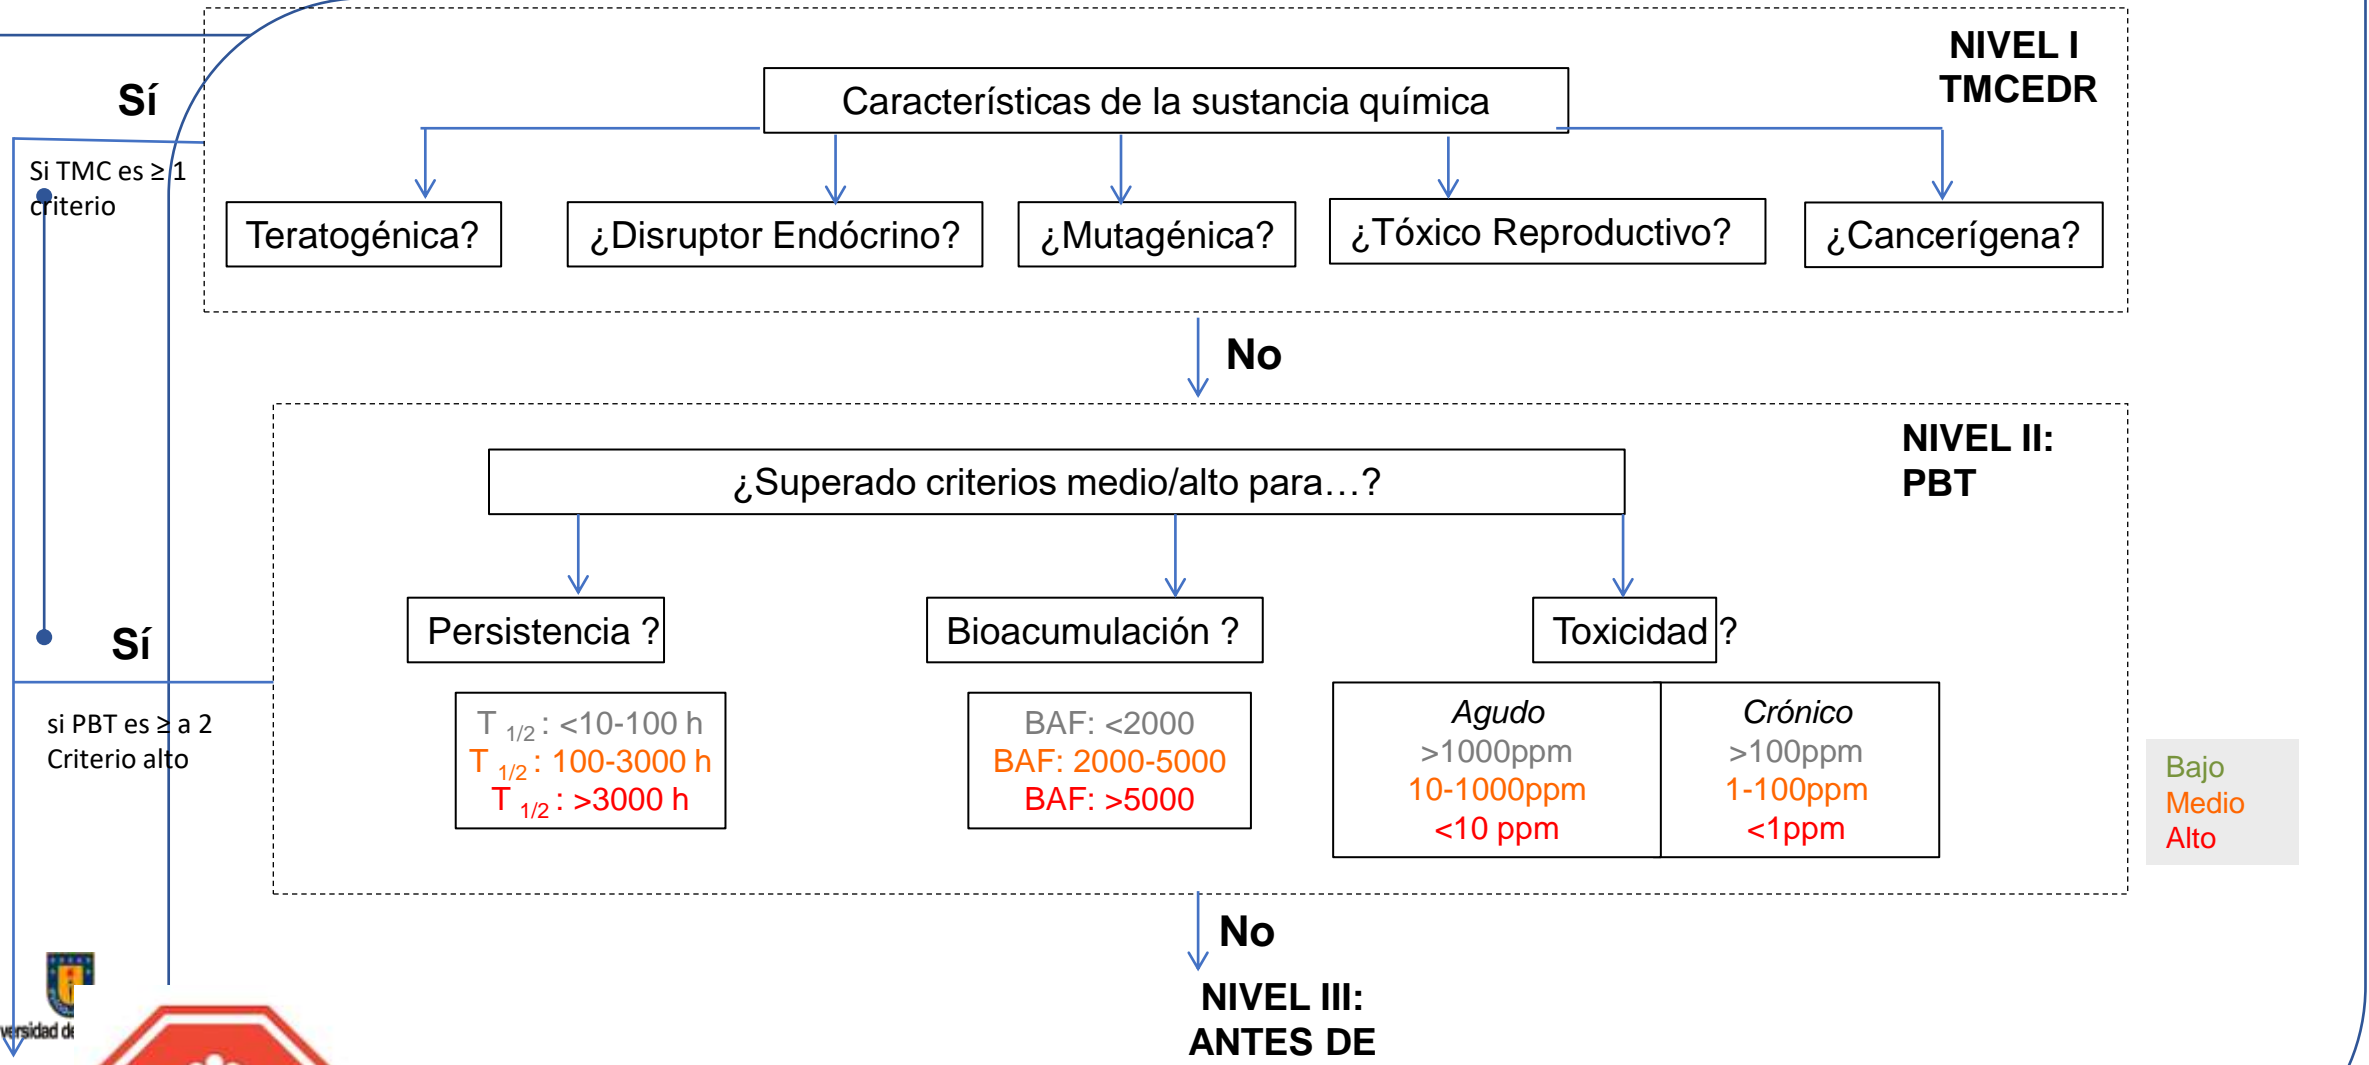 NIVEL I
TMCEDR
Sí
Características de la sustancia química
Si TMC es ≥ 1
criterio
Teratogénica?
¿Disruptor Endócrino?
¿Mutagénica?
¿Tóxico Reproductivo?
¿Cancerígena?
No
NIVEL II:
PBT
¿Superado criterios medio/alto para…?
Sí
Persistencia ?
Bioacumulación ?
Toxicidad ?
si PBT es ≥ a 2
Criterio alto
T 1/2 : <10-100 h
T 1/2 : 100-3000 h
T 1/2 : >3000 h
BAF: <2000
BAF: 2000-5000
BAF: >5000
Agudo
>1000ppm
10-1000ppm
<10 ppm
Crónico
>100ppm
1-100ppm
<1ppm
Bajo
Medio
Alto
No
NIVEL III:
ANTES DE
versidad de